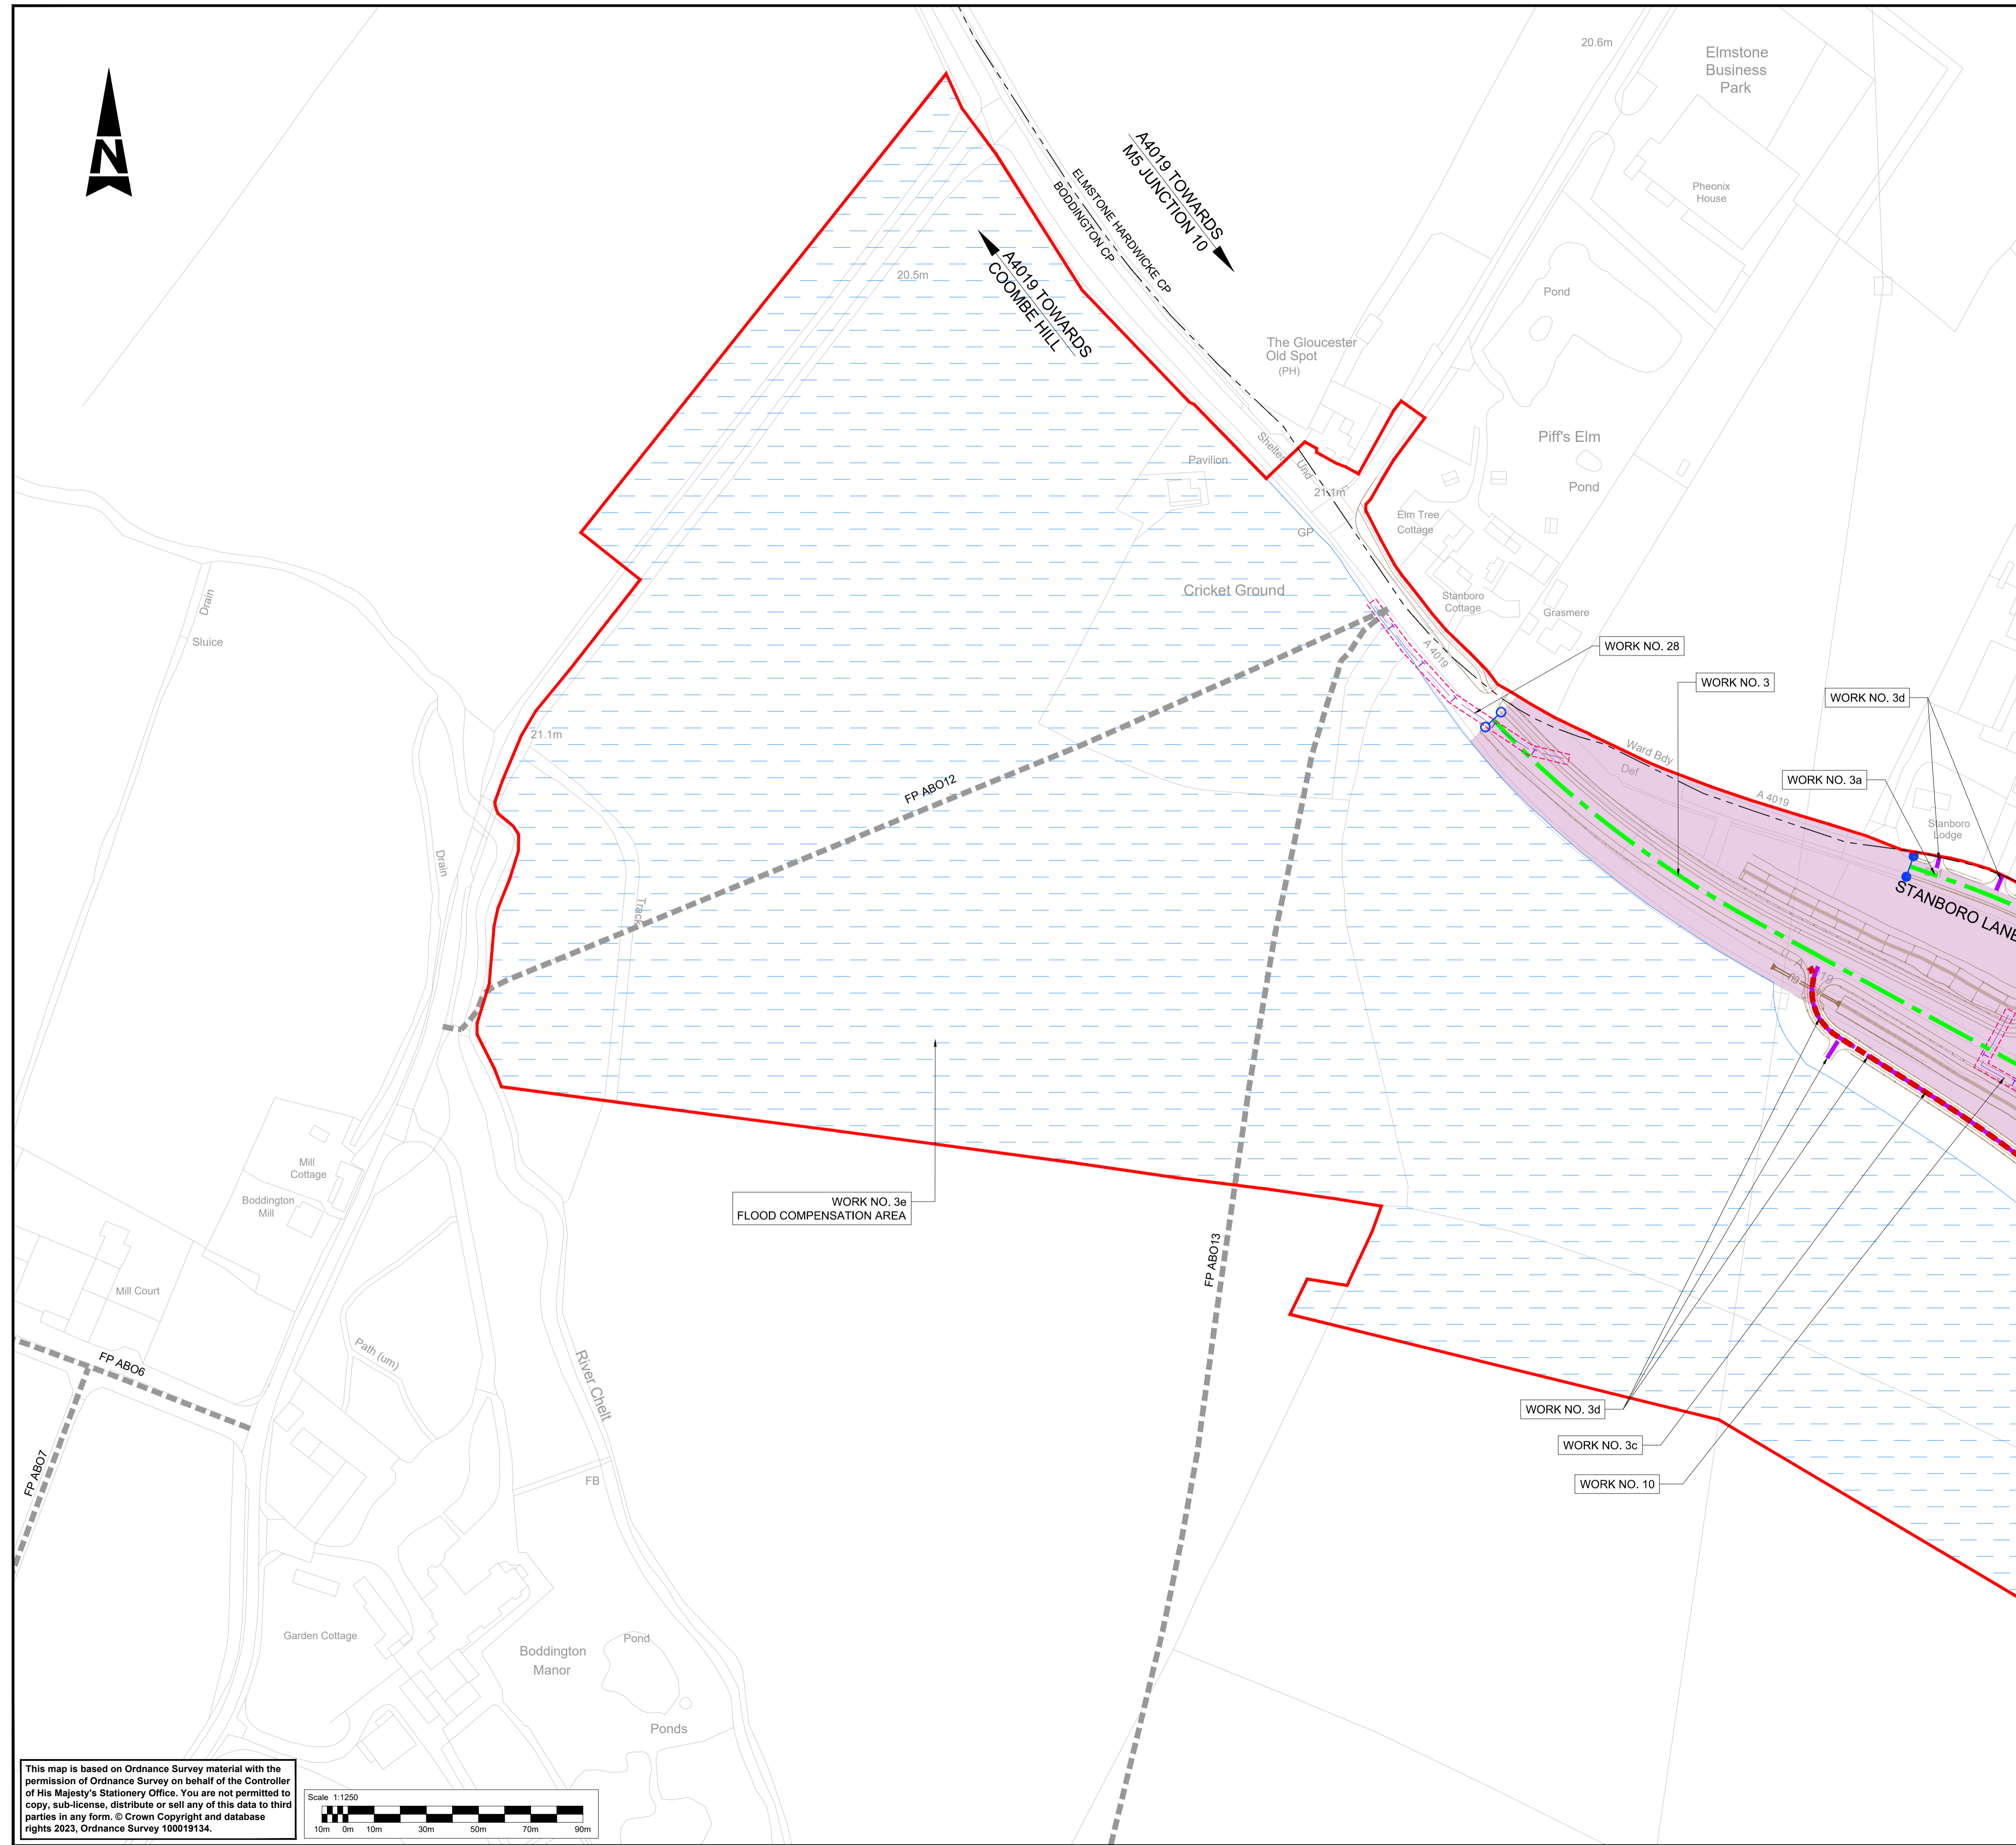 N
20.6m
Elmstone
Business
Park
Pheonix
House
A4019 TOWARDS
M5 JUNCTION 10
ELMSTONE HARDWICKE CP
BODDINGTON CP
A4019 TOWARDS
COOMBE HILL
20.5m
Pond
The Gloucester
Old Spot
(PH)
Piff's Elm
Pond
Shelter
Und
Pavilion
21.1m
GP
Elm Tree
Cottage
Cricket Ground
Stanboro
Cottage
Grasmere
Drain
Sluice
A 4019
WORK NO. 28
WORK NO. 3
WORK NO. 3d
21.1m
Ward Bdy
Def
WORK NO. 3a
A 4019
FP ABO12
Stanboro
Lodge
Drain
STANBORO LANE
Track
WORK NO. 3e
FLOOD COMPENSATION AREA
Mill
Cottage
Boddington
Mill
FP ABO13
Mill Court
Path (um)
FP ABO6
River Chelt
WORK NO. 3d
WORK NO. 3c
FP ABO7
FB
WORK NO. 10
Garden Cottage
Boddington
Manor
Pond
Ponds
This map is based on Ordnance Survey material with the
permission of Ordnance Survey on behalf of the Controller
of His Majesty's Stationery Office. You are not permitted to
copy, sub-license, distribute or sell any of this data to third
parties in any form. © Crown Copyright and database
rights 2023, Ordnance Survey 100019134.
Scale 1:1250
10m 0m 10m 30m 50m 70m 90m